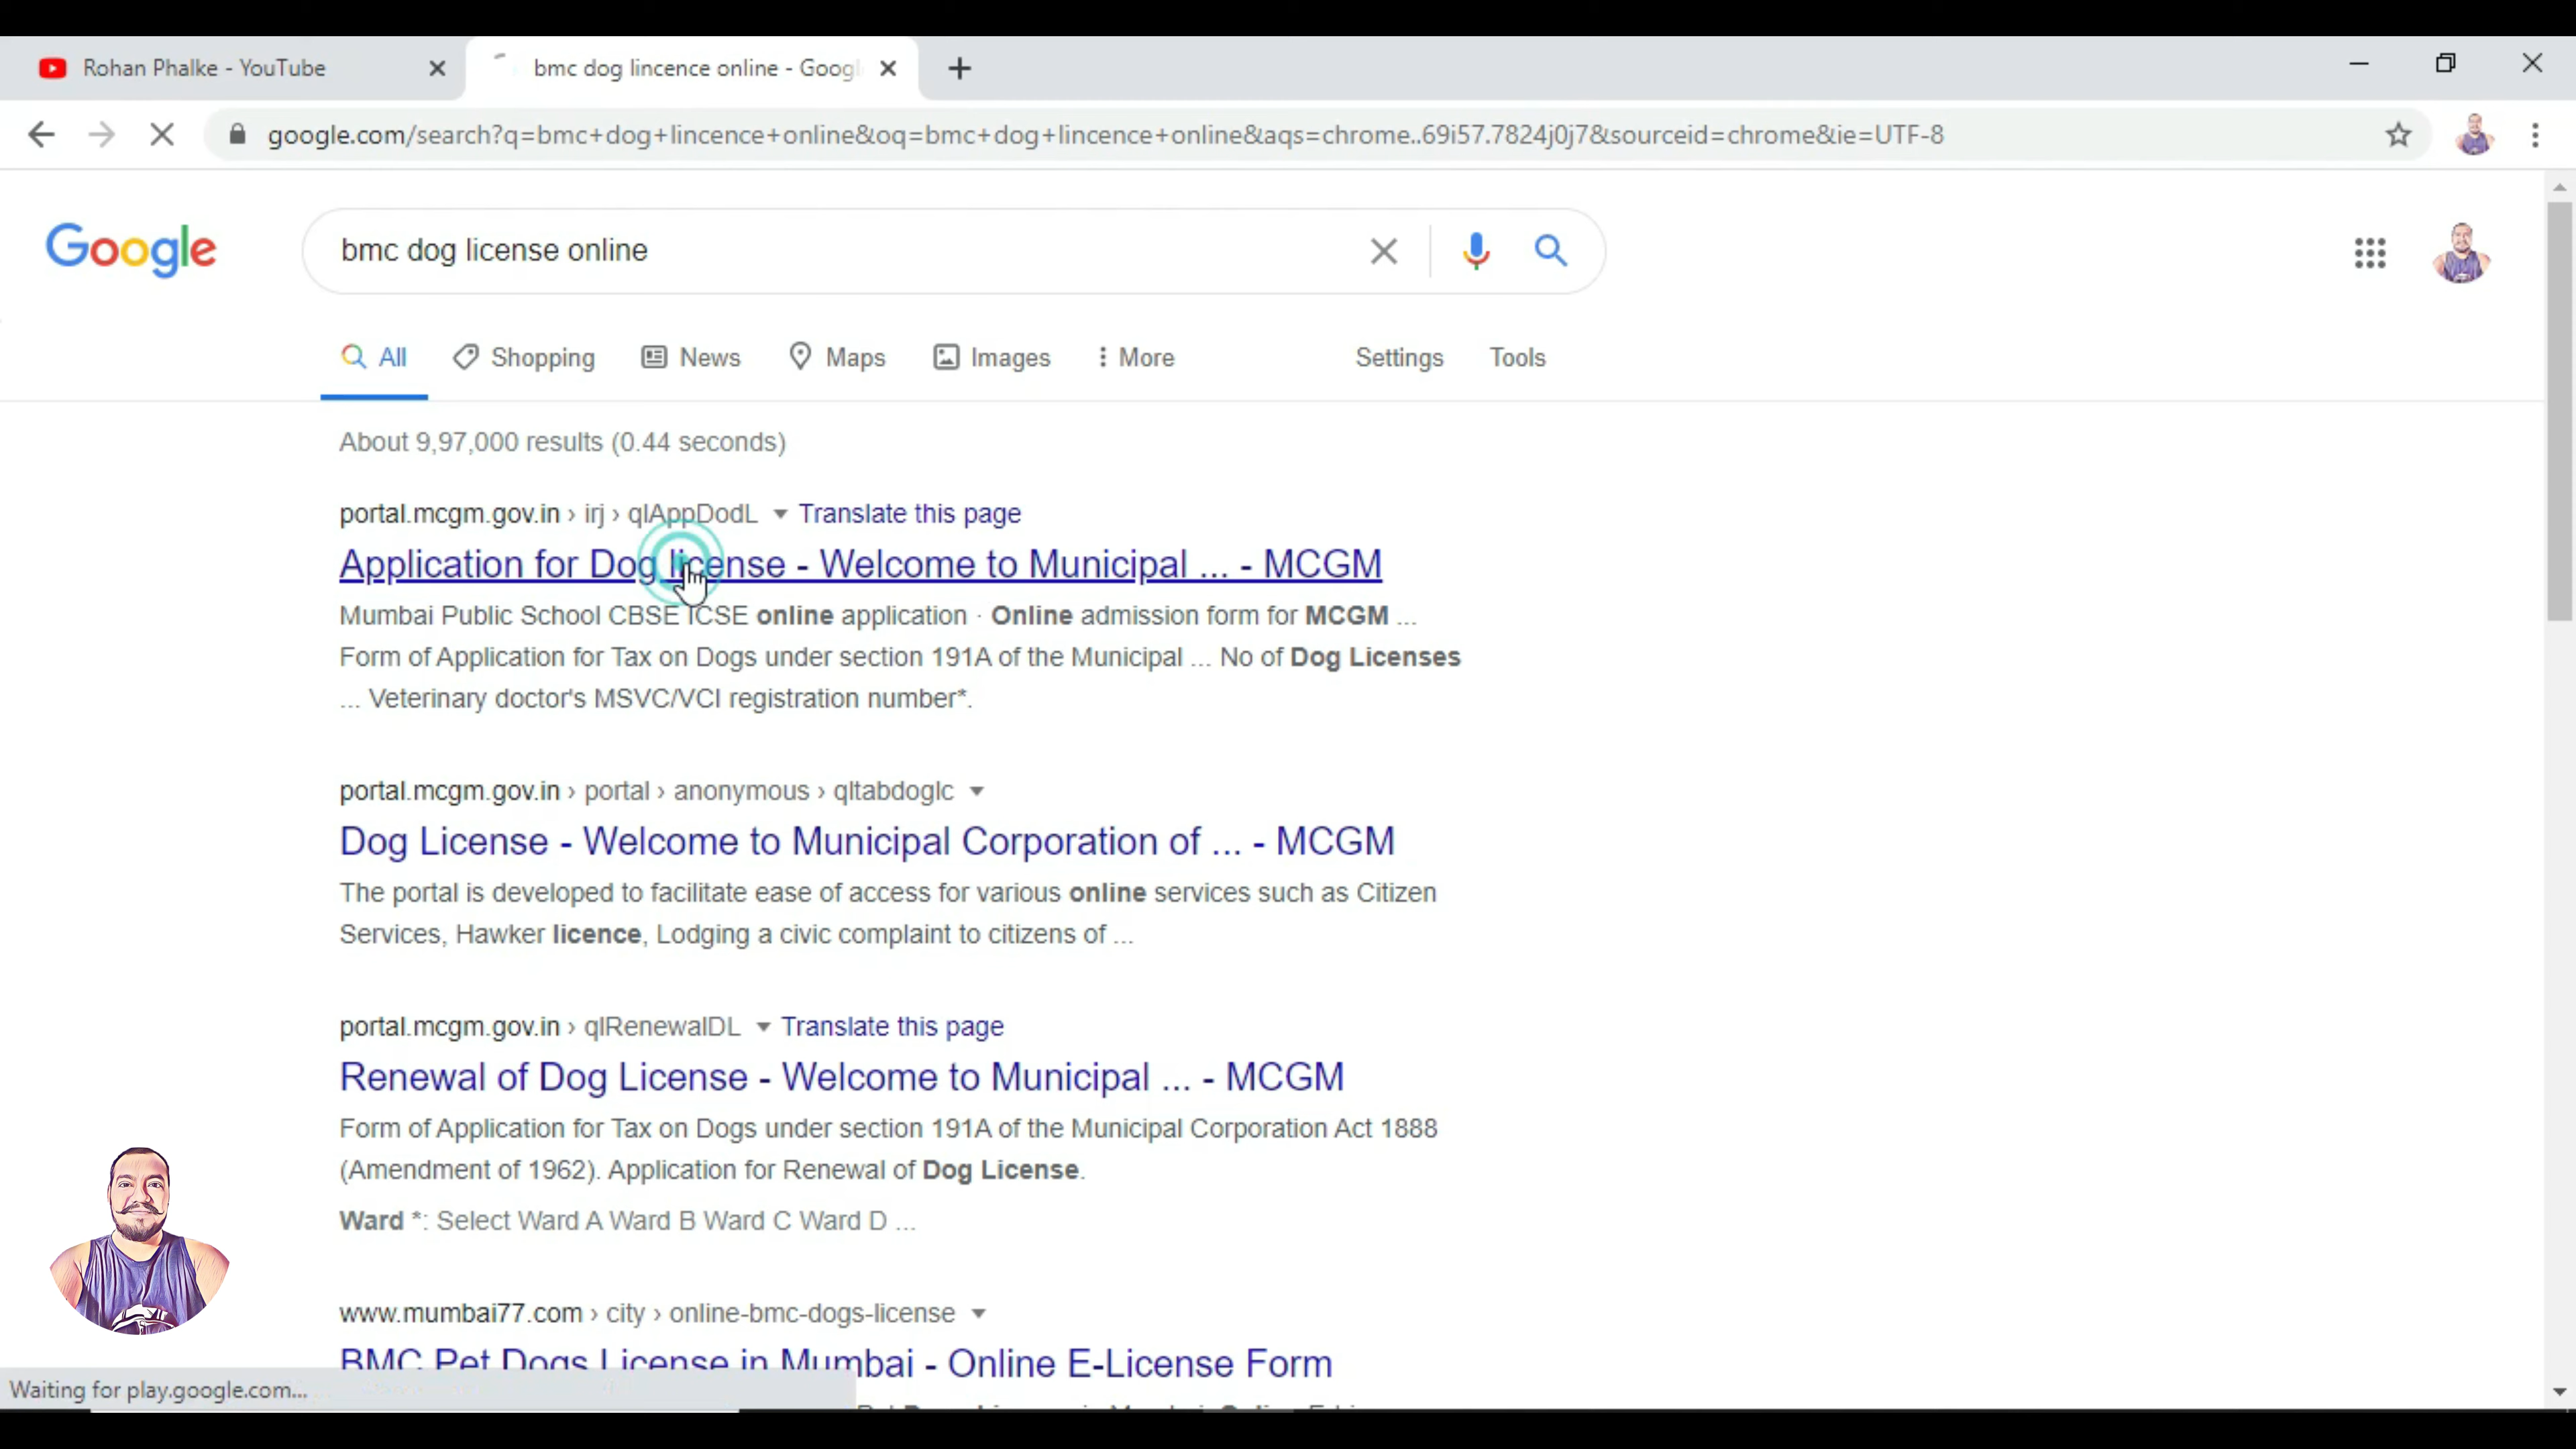 Rohan Phalke - YouTube
bmc dog lincence online - Googl
google.com/search?q=bmc+dog+lincence+online&oq=bmc+dog+lincence+online&aqs=chrome..69i57.7824j0j7&sourceid=chrome&ie=UTF-8
Google
bmc dog license online
All Shopping News Maps Images More Settings Tools
About 9,97,000 results (0.44 seconds)
portal.mcgm.gov.in › irj › qlAppDodL Translate this page
Application for Dog license - Welcome to Municipal ... - MCGM
Mumbai Public School CBSE ICSE online application · Online admission form for MCGM ...
Form of Application for Tax on Dogs under section 191A of the Municipal ... No of Dog Licenses
... Veterinary doctor's MSVC/VCI registration number*.
portal.mcgm.gov.in › portal › anonymous › qltabdoglc
Dog License - Welcome to Municipal Corporation of ... - MCGM
The portal is developed to facilitate ease of access for various online services such as Citizen
Services, Hawker licence, Lodging a civic complaint to citizens of ...
portal.mcgm.gov.in › qlRenewalDL Translate this page
Renewal of Dog License - Welcome to Municipal ... - MCGM
Form of Application for Tax on Dogs under section 191A of the Municipal Corporation Act 1888
(Amendment of 1962). Application for Renewal of Dog License.
Ward *: Select Ward A Ward B Ward C Ward D ...
www.mumbai77.com › city › online-bmc-dogs-license
BMC Pet Dogs License in Mumbai - Online E-License Form
Waiting for play.google.com...